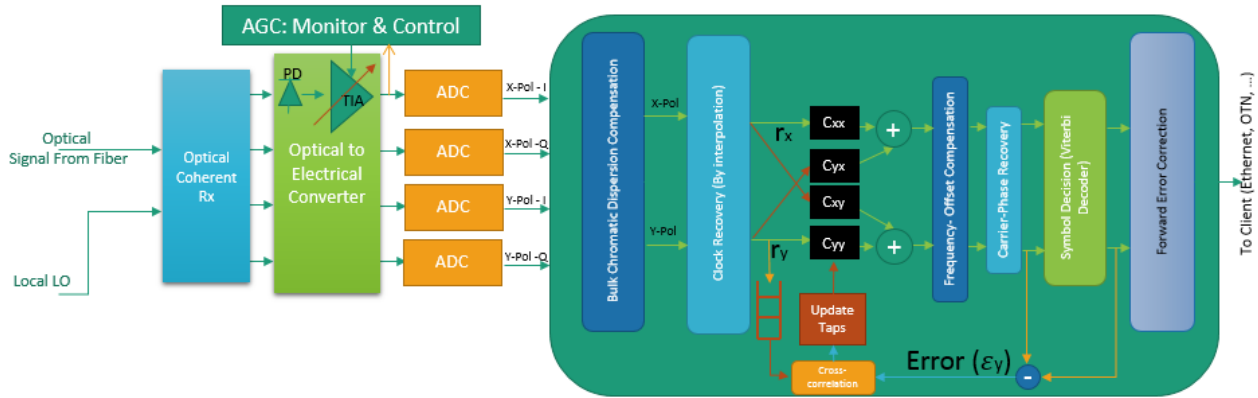 AGC: Monitor & Control
Optical
Signal From Fiber
Local LO
Optical
Coherent
Rx
PD
TIA
Optical to
Electrical
Converter
ADC
ADC
ADC
ADC
X-Pol - I
X-Pol -Q
Y-Pol - I
Y-Pol -Q
Bulk Chromatic Dispersion Compensation
X-Pol
Y-Pol
Clock Recovery (By interpolation)
rx
ry
Cxx
Cyx
Cxy
Cyy
+
+
Update
Taps
Cross-
correlation
Error (εy)
-
Frequency- Offset Compensation
Carrier-Phase Recovery
Symbol Decision (Viterbi
Decoder)
Forward Error Correction
To Client (Ethernet, OTN, ...)